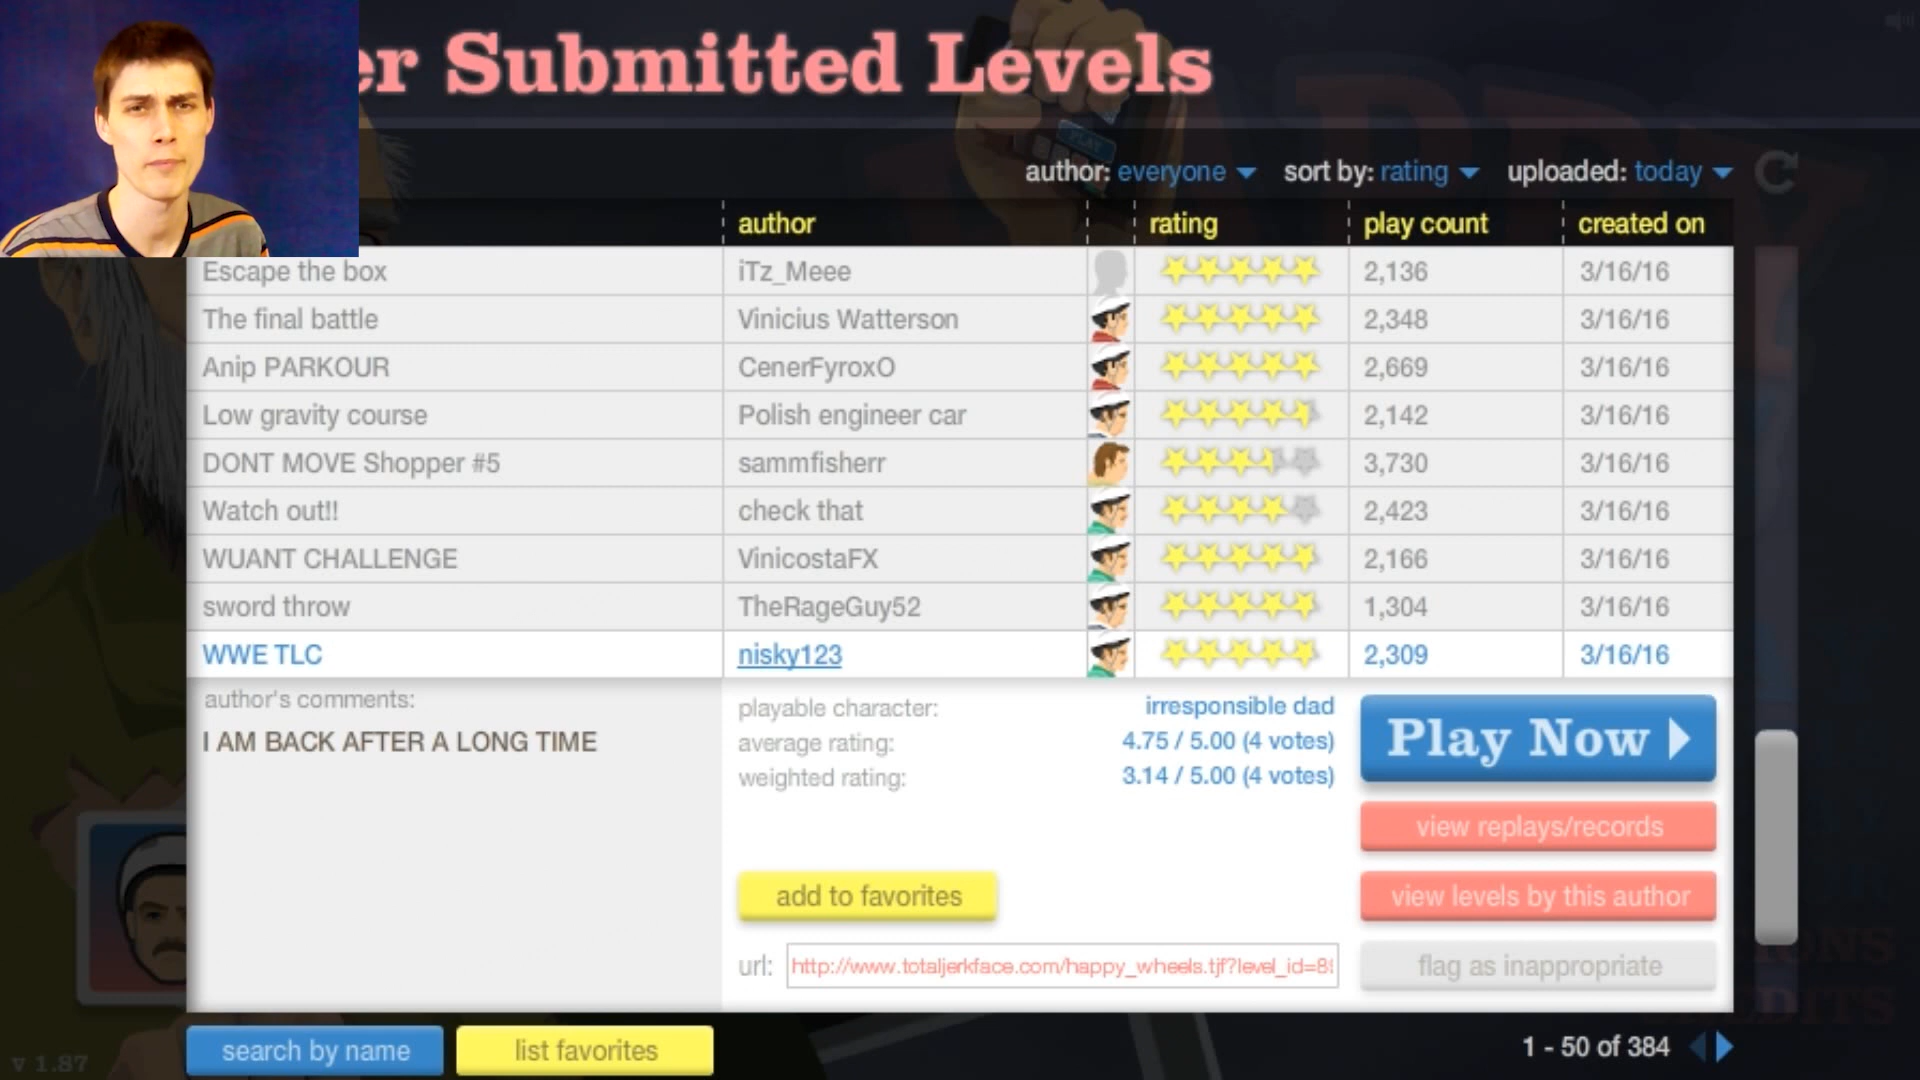 er Submitted Levels
author: everyone sort by: rating uploaded: today
author rating play count created on
Escape the box iTz_Meee 2,136 3/16/16
The final battle Vinicius Watterson 2,348 3/16/16
Anip PARKOUR CenerFyroxO 2,669 3/16/16
Low gravity course Polish engineer car 2,142 3/16/16
DONT MOVE Shopper #5 sammfisherr 3,730 3/16/16
Watch out!! check that 2,423 3/16/16
WUANT CHALLENGE VinicostaFX 2,166 3/16/16
sword throw TheRageGuy52 1,304 3/16/16
WWE TLC nisky123 2,309 3/16/16
author's comments:
I AM BACK AFTER A LONG TIME
playable character: irresponsible dad
average rating: 4.75 / 5.00 (4 votes)
weighted rating: 3.14 / 5.00 (4 votes)
Play Now
view replays/records
add to favorites
view levels by this author
url: http://www.totaljerkface.com/happy_wheels.tjf?level_id=8
flag as inappropriate
search by name list favorites
1 - 50 of 384
v 1.87